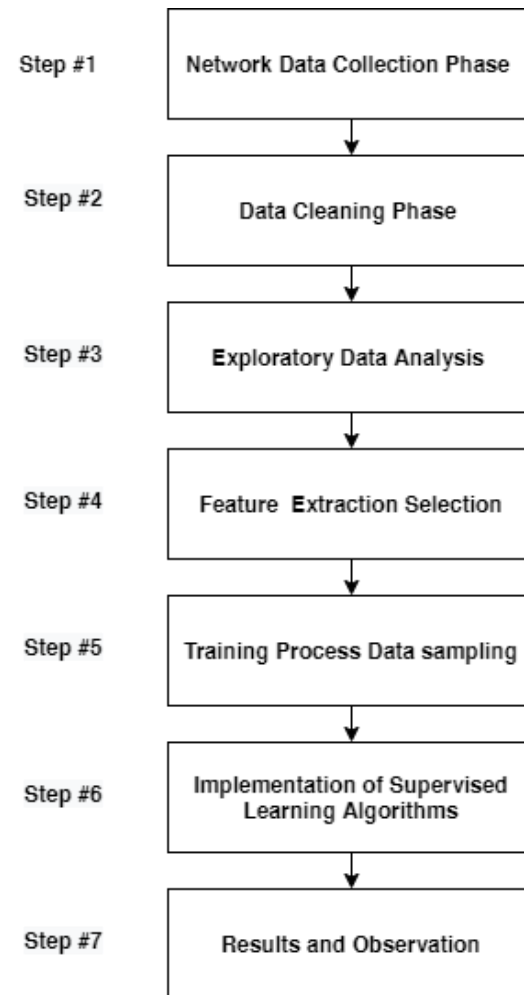 Step #1
Network Data Collection Phase
Step #2
Data Cleaning Phase
Step #3
Exploratory Data Analysis
Step #4
Feature Extraction Selection
Step #5
Training Process Data sampling
Step #6
Implementation of Supervised
Learning Algorithms
Step #7
Results and Observation